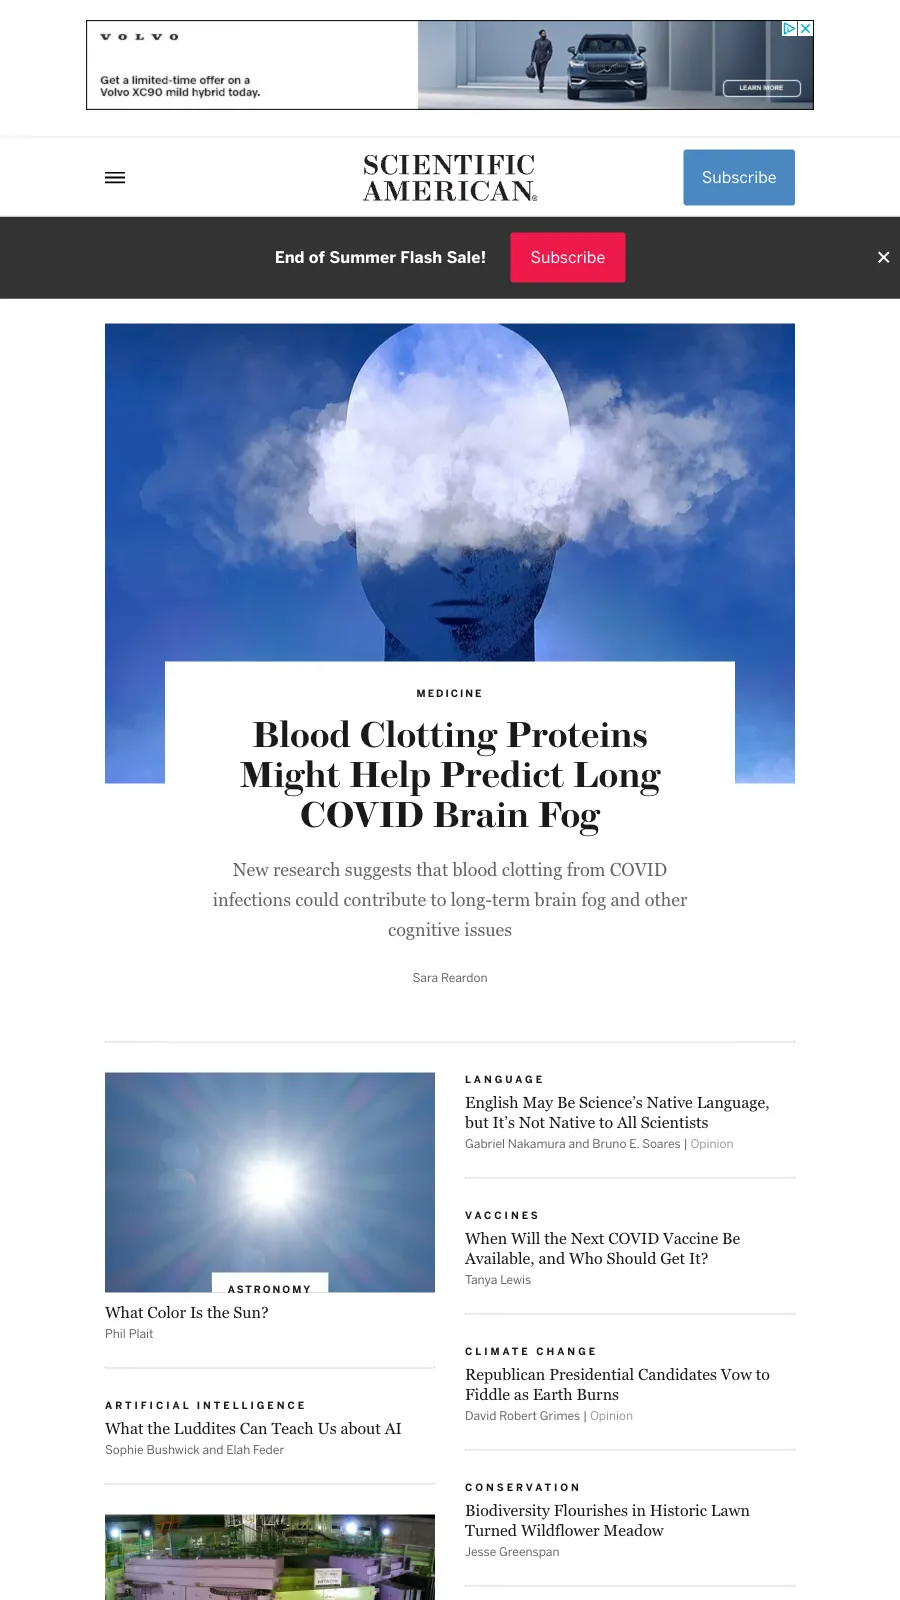 VOLVO
Get a limited-time offer on a
Volvo XC90 mild hybrid today.
LEARN MORE
SCIENTIFIC
AMERICAN®
Subscribe
End of Summer Flash Sale!
Subscribe
MEDICINE
Blood Clotting Proteins
Might Help Predict Long
COVID Brain Fog
New research suggests that blood clotting from COVID
infections could contribute to long-term brain fog and other
cognitive issues
Sara Reardon
ASTRONOMY
What Color Is the Sun?
Phil Plait
ARTIFICIAL INTELLIGENCE
What the Luddites Can Teach Us about AI
Sophie Bushwick and Elah Feder
LANGUAGE
English May Be Science’s Native Language,
but It’s Not Native to All Scientists
Gabriel Nakamura and Bruno E. Soares | Opinion
VACCINES
When Will the Next COVID Vaccine Be
Available, and Who Should Get It?
Tanya Lewis
CLIMATE CHANGE
Republican Presidential Candidates Vow to
Fiddle as Earth Burns
David Robert Grimes | Opinion
CONSERVATION
Biodiversity Flourishes in Historic Lawn
Turned Wildflower Meadow
Jesse Greenspan